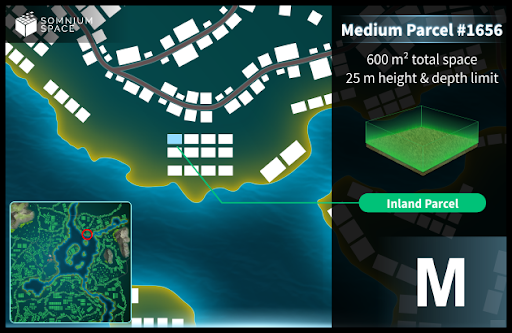 SOMNIUM
SPACE
Medium Parcel #1656
600 m² total space
25 m height & depth limit
Inland Parcel
M